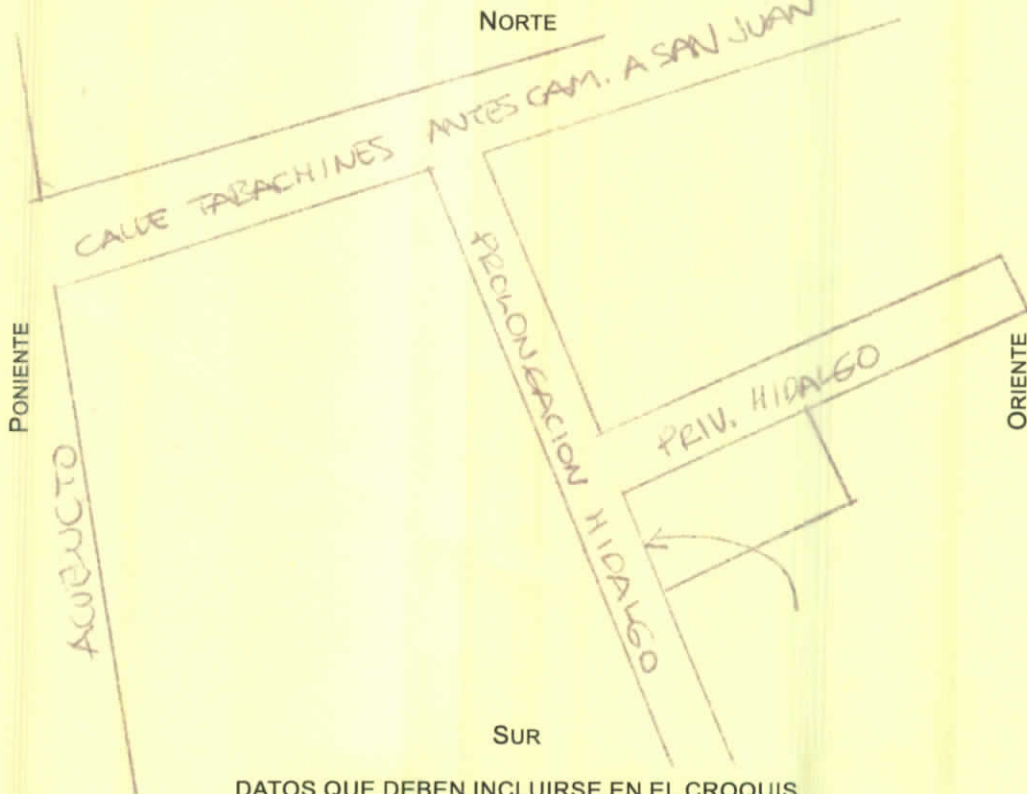 NORTE
CALLE TABACHINES ANTES CAM. A SAN JUAN
PROLONGACION HIDALGO
PRIV. HIDALGO
PONIENTE
ORIENTE
ACUEDUCTO
SUR
DATOS QUE DEBEN INCLUIRSE EN EL CROQUIS